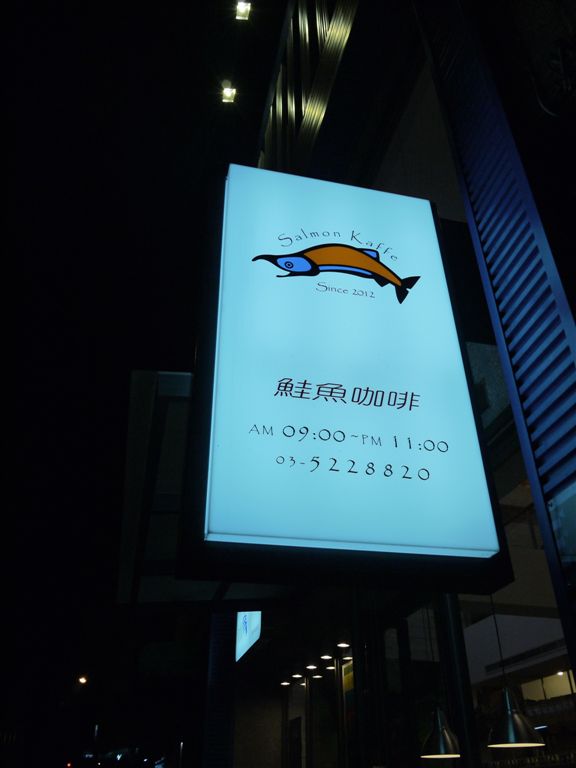 Salmon Kaffe
Since 2012
鮭魚咖啡
AM 09:00~PM 11:00
03-5228820